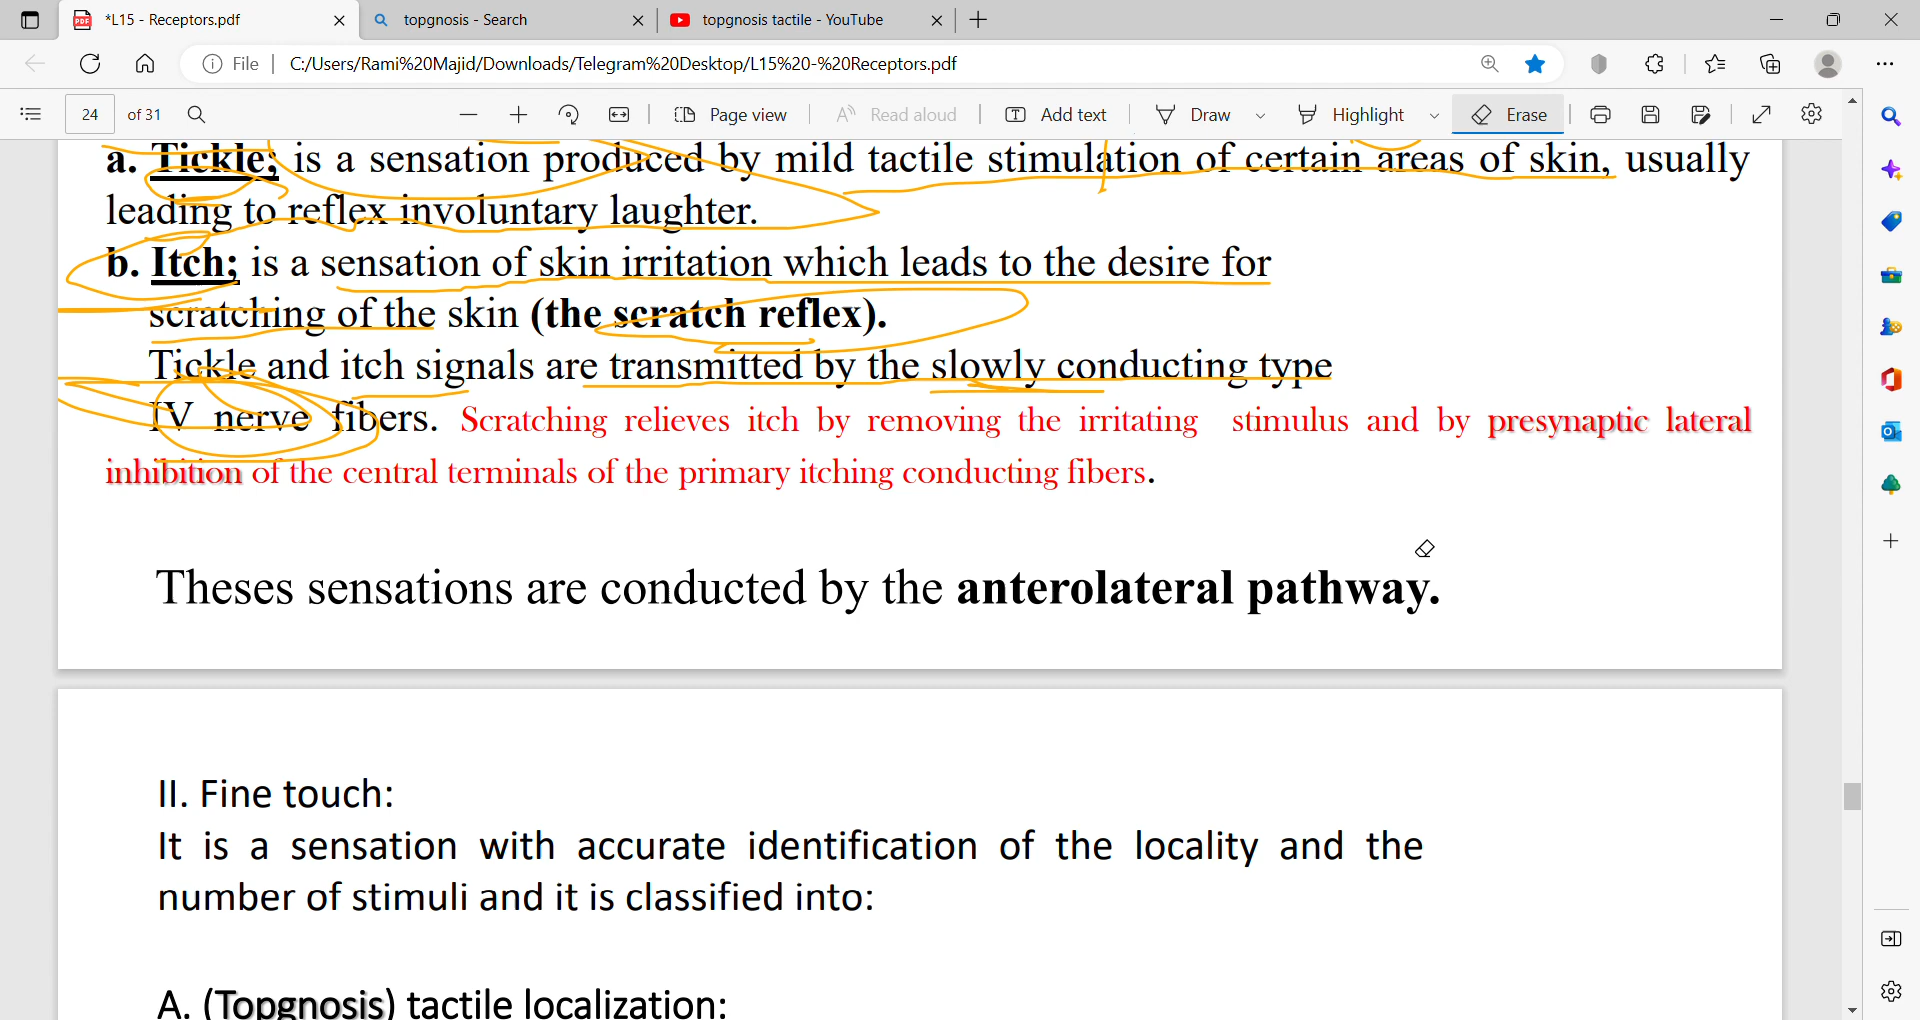 *L15 - Receptors.pdf
topgnosis - Search
topgnosis tactile - YouTube
File
C:/Users/Rami%20Majid/Downloads/Telegram%20Desktop/L15%20-%20Receptors.pdf
24 of 31
Page view
Read aloud
Add text
Draw
Highlight
Erase
a. Tickle; is a sensation produced by mild tactile stimulation of certain areas of skin, usually
leading to reflex involuntary laughter.
b. Itch; is a sensation of skin irritation which leads to the desire for
scratching of the skin (the scratch reflex).
Tickle and itch signals are transmitted by the slowly conducting type
IV nerve fibers. Scratching relieves itch by removing the irritating stimulus and by presynaptic lateral
inhibition of the central terminals of the primary itching conducting fibers.
Theses sensations are conducted by the anterolateral pathway.
II. Fine touch:
It is a sensation with accurate identification of the locality and the
number of stimuli and it is classified into:
A. (Topgnosis) tactile localization: